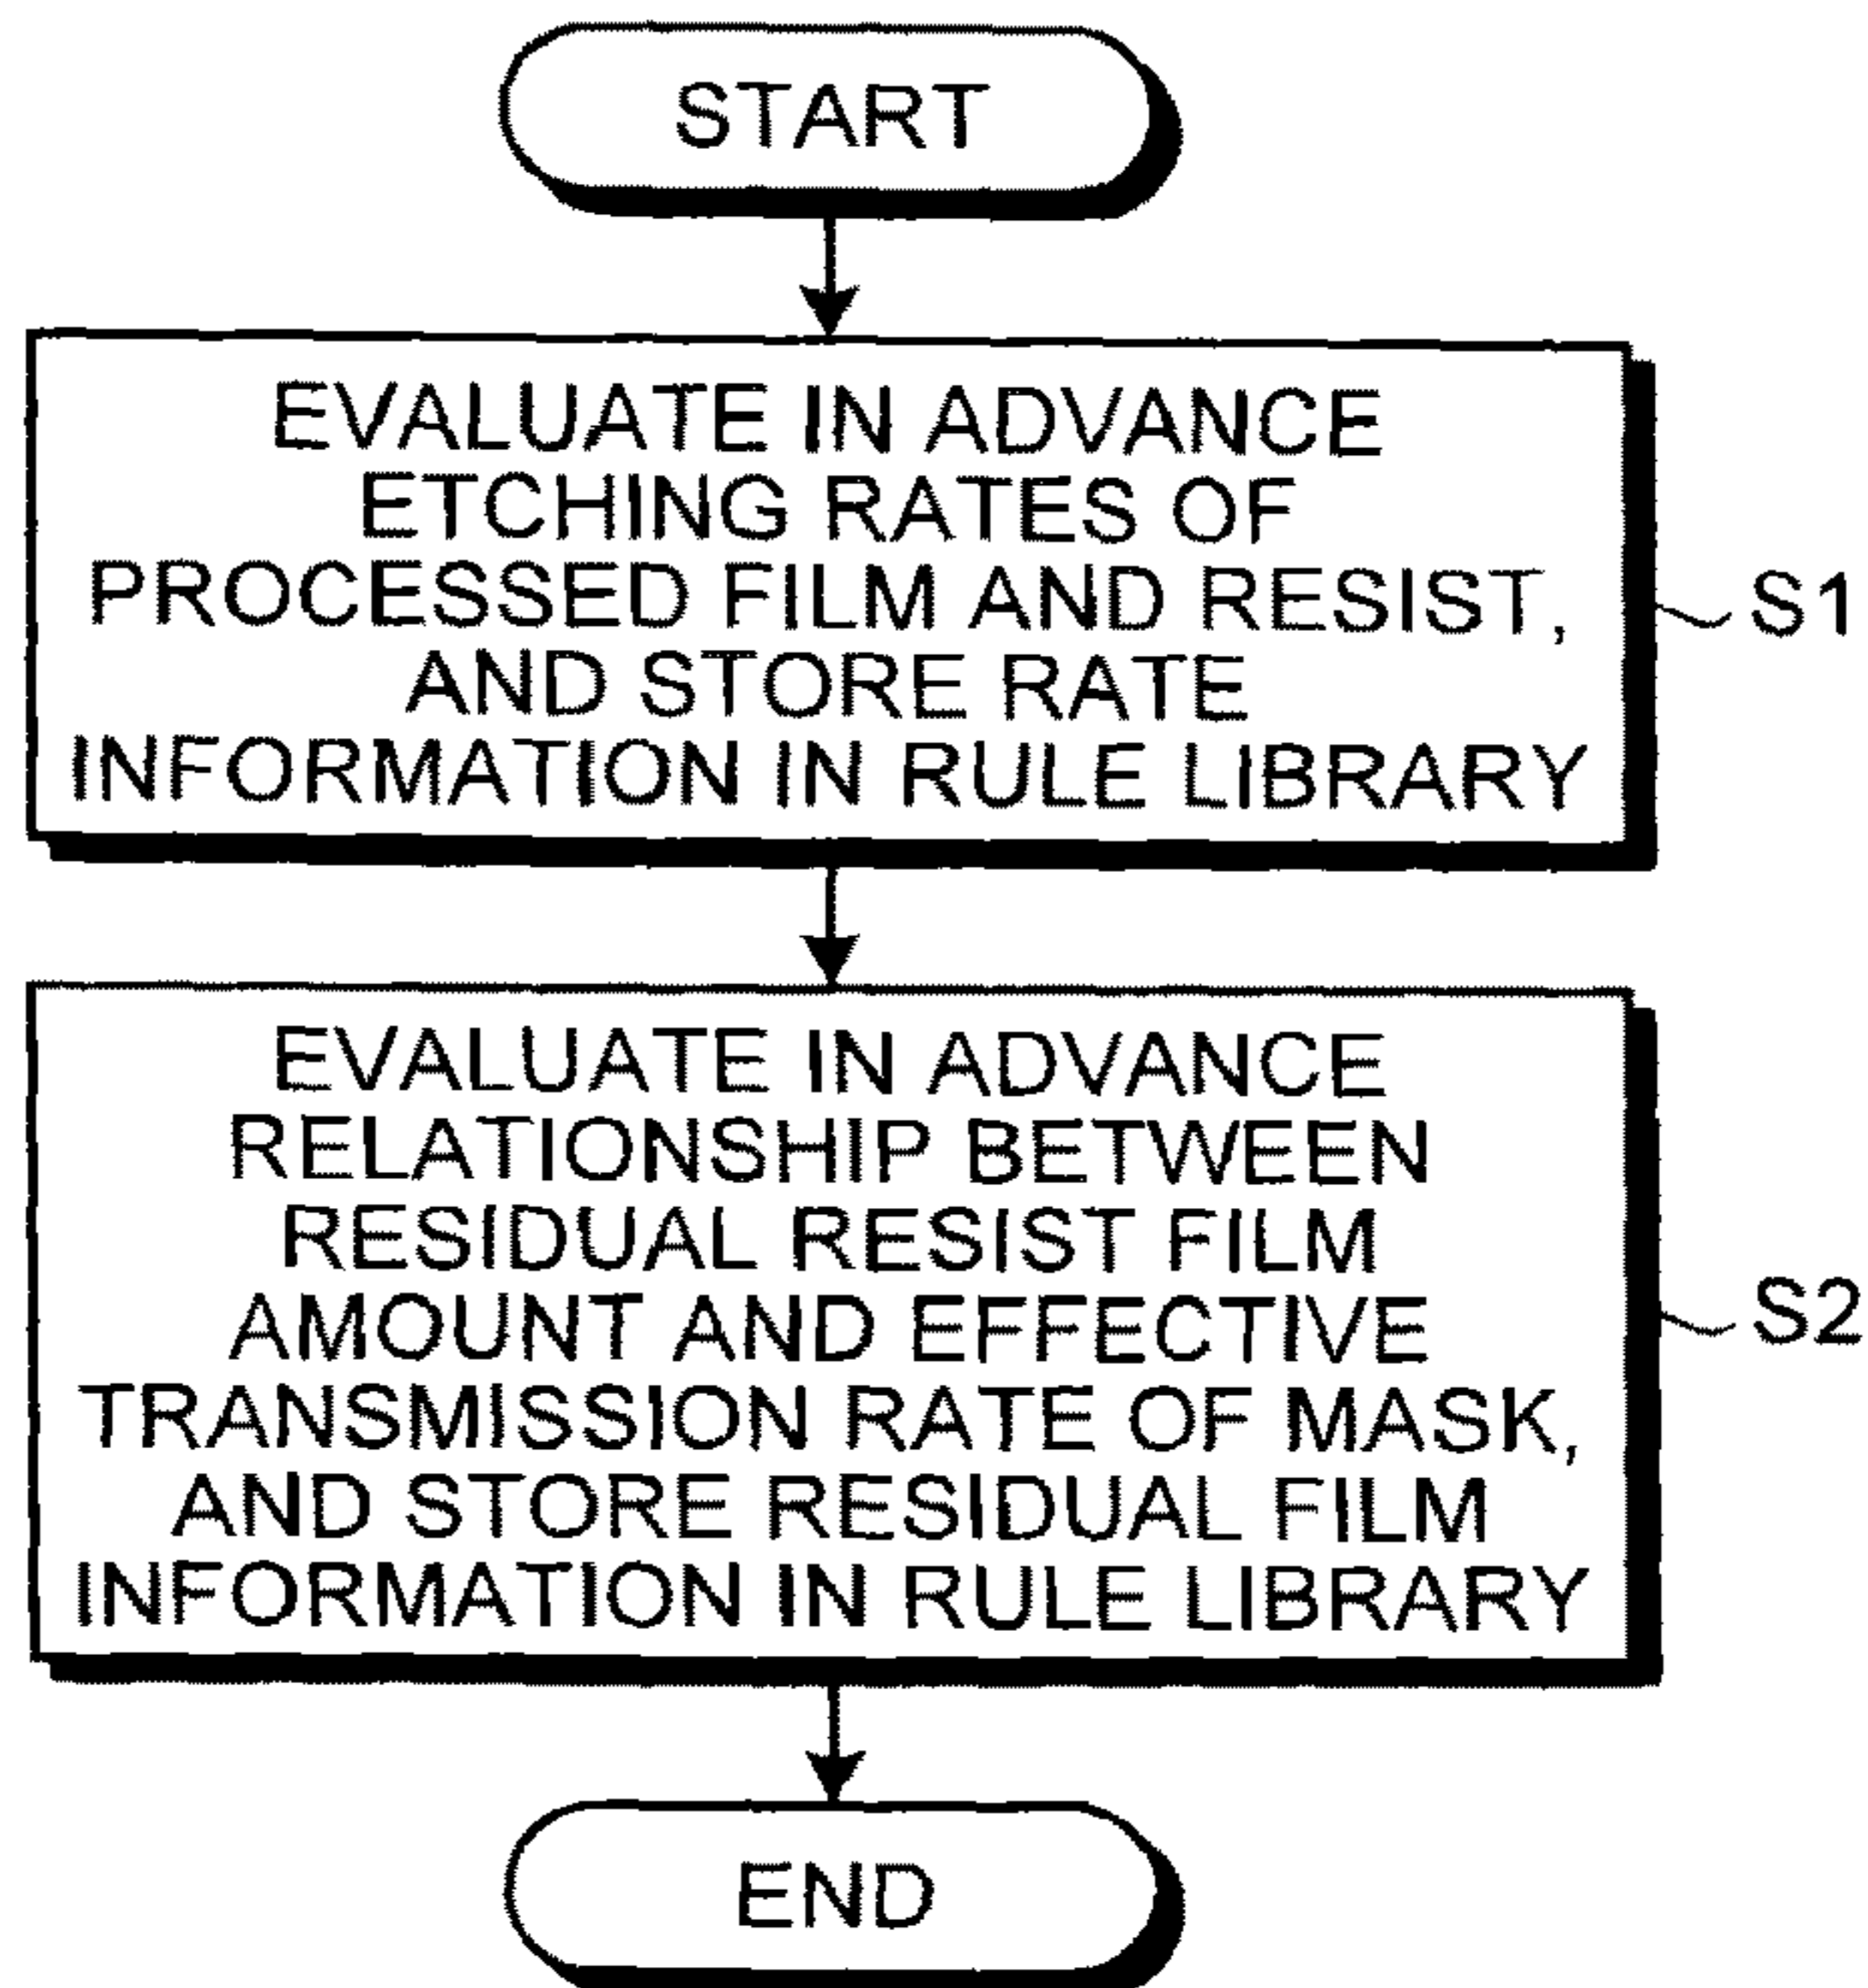 START
EVALUATE IN ADVANCE
ETCHING RATES OF
PROCESSED FILM AND RESIST,
AND STORE RATE
INFORMATION IN RULE LIBRARY
S1
EVALUATE IN ADVANCE
RELATIONSHIP BETWEEN
RESIDUAL RESIST FILM
AMOUNT AND EFFECTIVE
TRANSMISSION RATE OF MASK,
AND STORE RESIDUAL FILM
INFORMATION IN RULE LIBRARY
S2
END